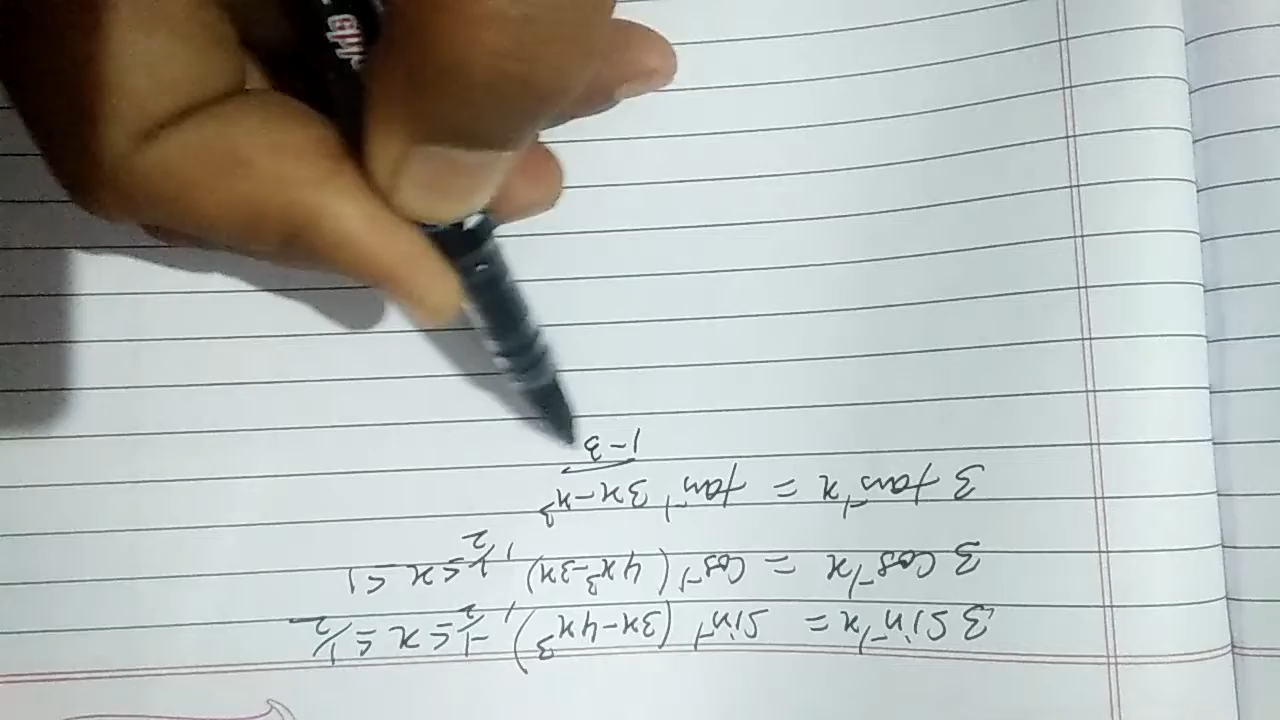 3 sin⁻¹x = sin⁻¹ (3x-4x³), -1/2 ≤ x ≤ 1/2
3 cos⁻¹x = cos⁻¹ (4x³-3x), 1/2 ≤ x ≤ 1
3 tan⁻¹x = tan⁻¹ 3x-x³
1-3